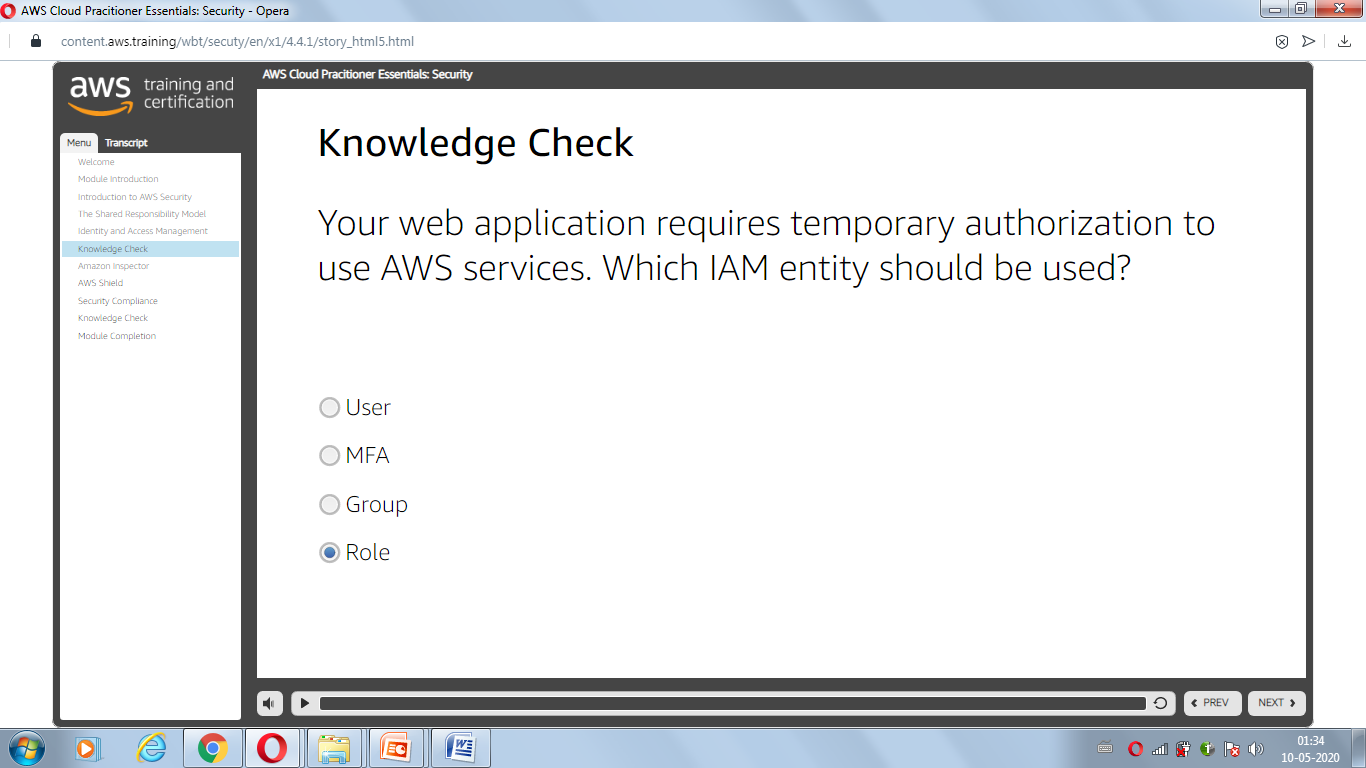 AWS Cloud Pracitioner Essentials: Security - Opera
content.aws.training/wbt/secuty/en/x1/4.4.1/story_html5.html
aws training and
certification
AWS Cloud Pracitioner Essentials: Security
Menu Transcript
Welcome
Module Introduction
Introduction to AWS Security
The Shared Responsibility Model
Identity and Access Management
Knowledge Check
Amazon Inspector
AWS Shield
Security Compliance
Knowledge Check
Module Completion
Knowledge Check
Your web application requires temporary authorization to
use AWS services. Which IAM entity should be used?
User
MFA
Group
Role
PREV
NEXT
01:34
10-05-2020